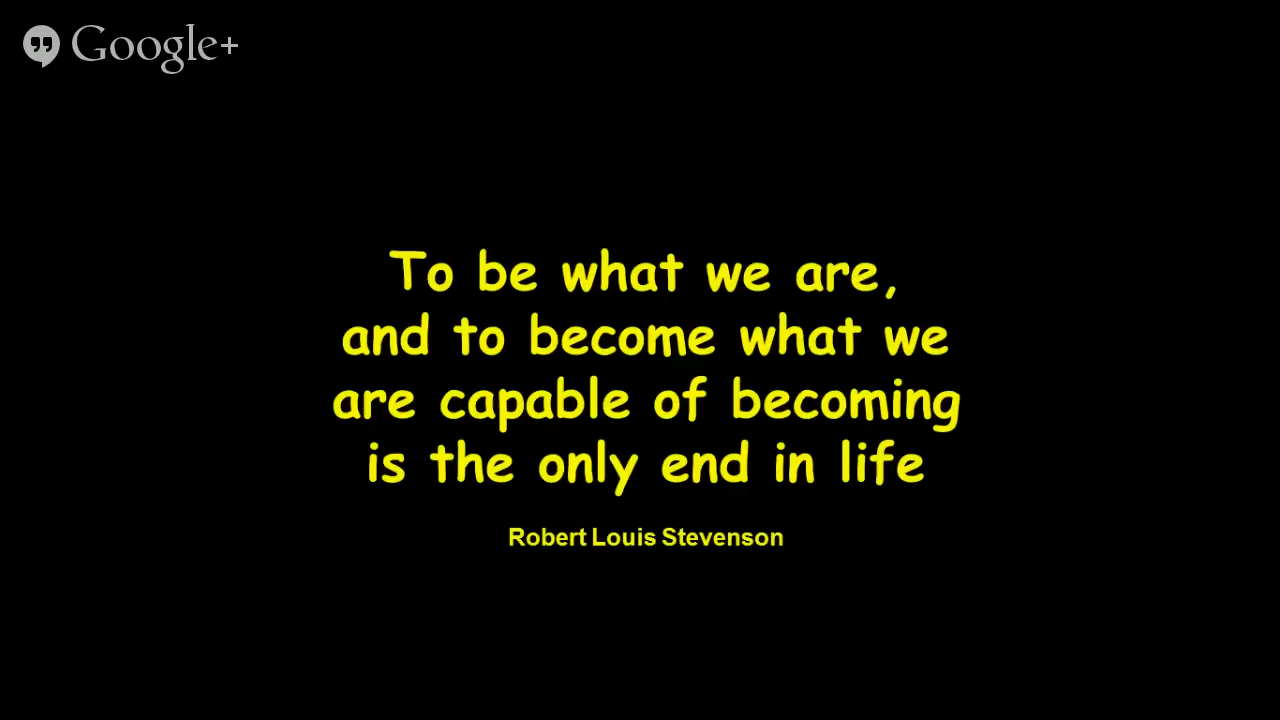 Google+
To be what we are,
and to become what we
are capable of becoming
is the only end in life
Robert Louis Stevenson